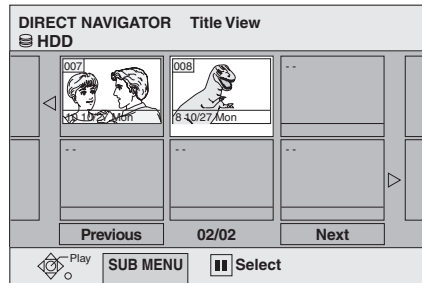 DIRECT NAVIGATOR Title View
HDD
007 008 - -
10 10/27 Mon 8 10/27 Mon
- - - - - -
Previous 02/02 Next
Play SUB MENU Select